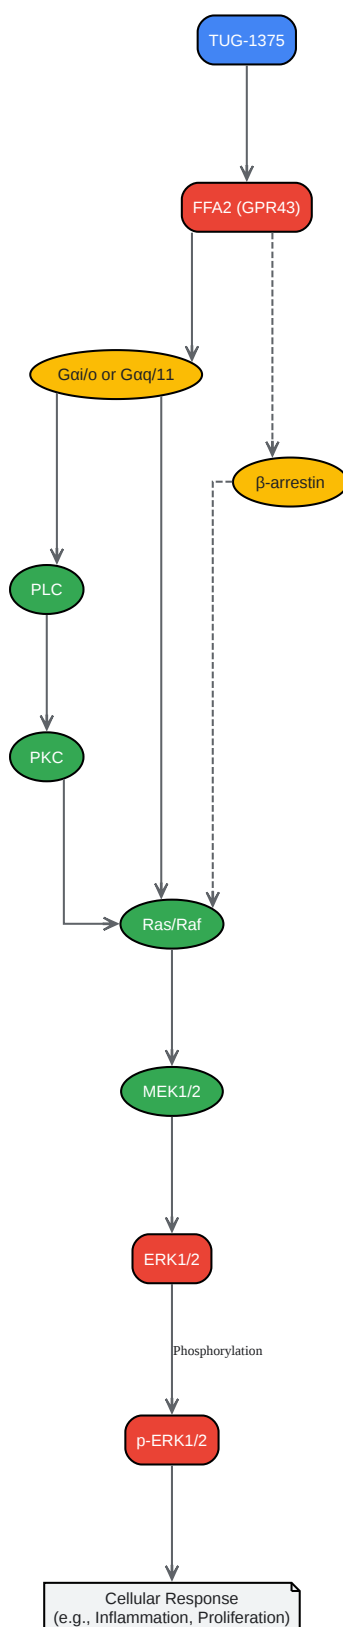 TUG-1375
FFA2 (GPR43)
Gαi/o or Gαq/11
β-arrestin
PLC
PKC
Ras/Raf
MEK1/2
ERK1/2
Phosphorylation
p-ERK1/2
Cellular Response
(e.g., Inflammation, Proliferation)